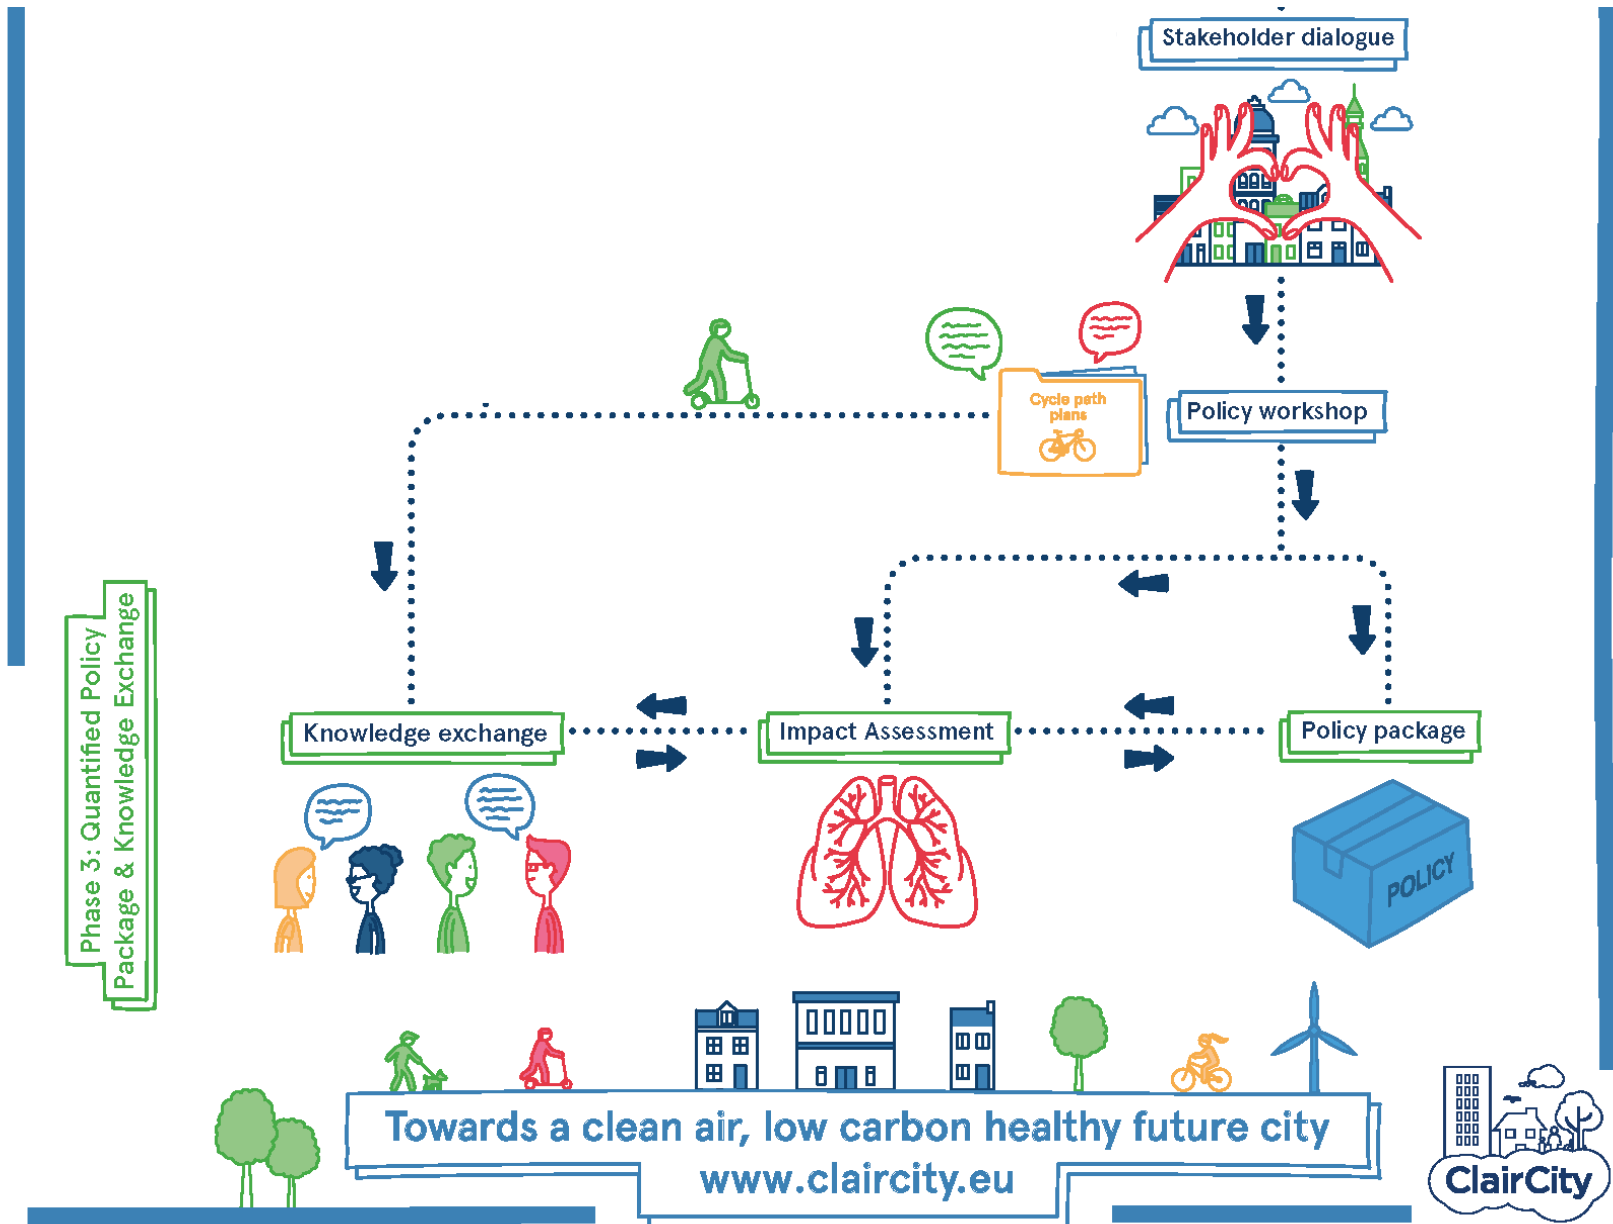 Stakeholder dialogue
Cycle path
plans
Policy workshop
Phase 3: Quantified Policy
Package & Knowledge Exchange
Knowledge exchange
Impact Assessment
Policy package
POLICY
Towards a clean air, low carbon healthy future city
www.claircity.eu
ClairCity